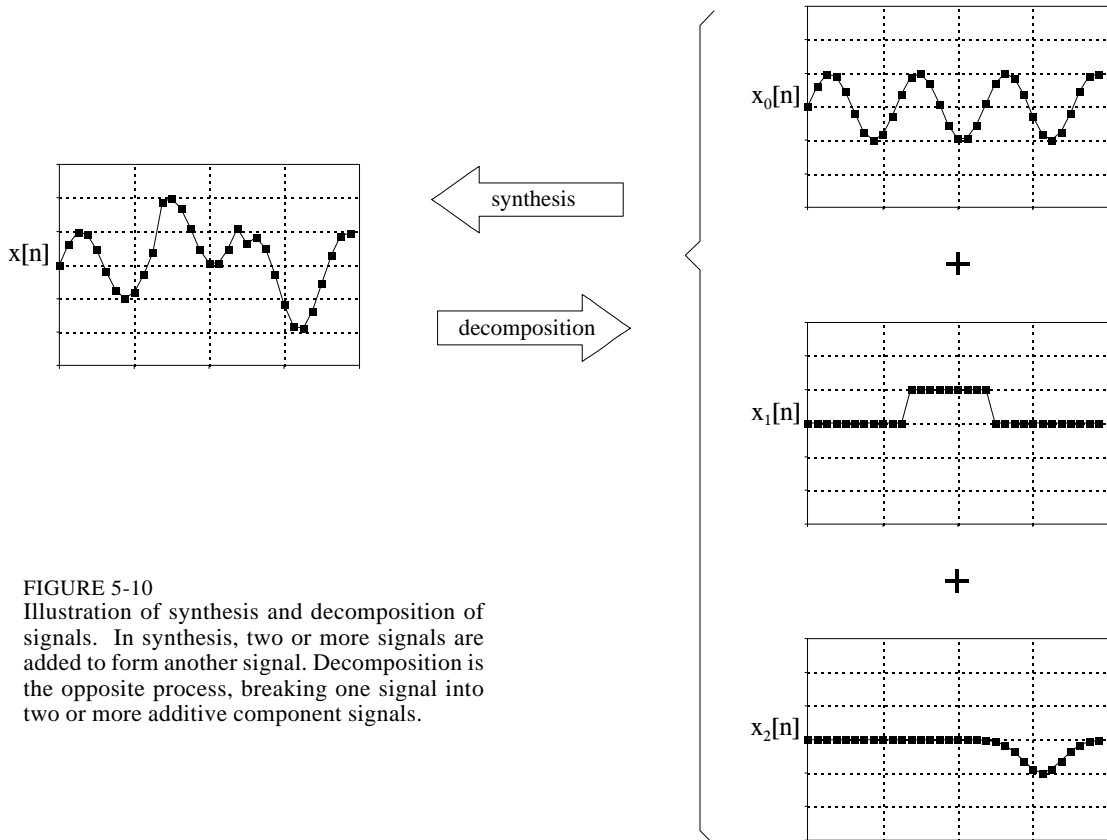 x₀[n]
synthesis
x[n]
+
decomposition
x₁[n]
+
FIGURE 5-10
Illustration of synthesis and decomposition of
signals. In synthesis, two or more signals are
added to form another signal. Decomposition is
the opposite process, breaking one signal into
two or more additive component signals.
x₂[n]